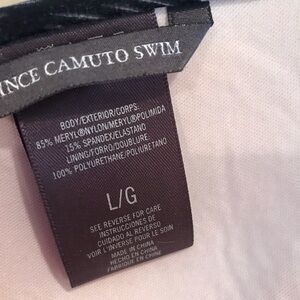 INCE CAMUTO SWIM
BODY/EXTERIOR/CORPS:
85% MERYL®NYLON/MERYL®POLIMIDA
15% SPANDEX/ELASTANO
LINING/FORRO/DOUBLURE
100% POLYURETHANE/POLIURETANO
L/G
SEE REVERSE FOR CARE
INSTRUCCIONES DE
CUIDADO AL REVERSO
VOIR L'INVERSE POUR LE
MADE IN CHINA
HECHO EN CHINA
FABRIQUE EN CHINE